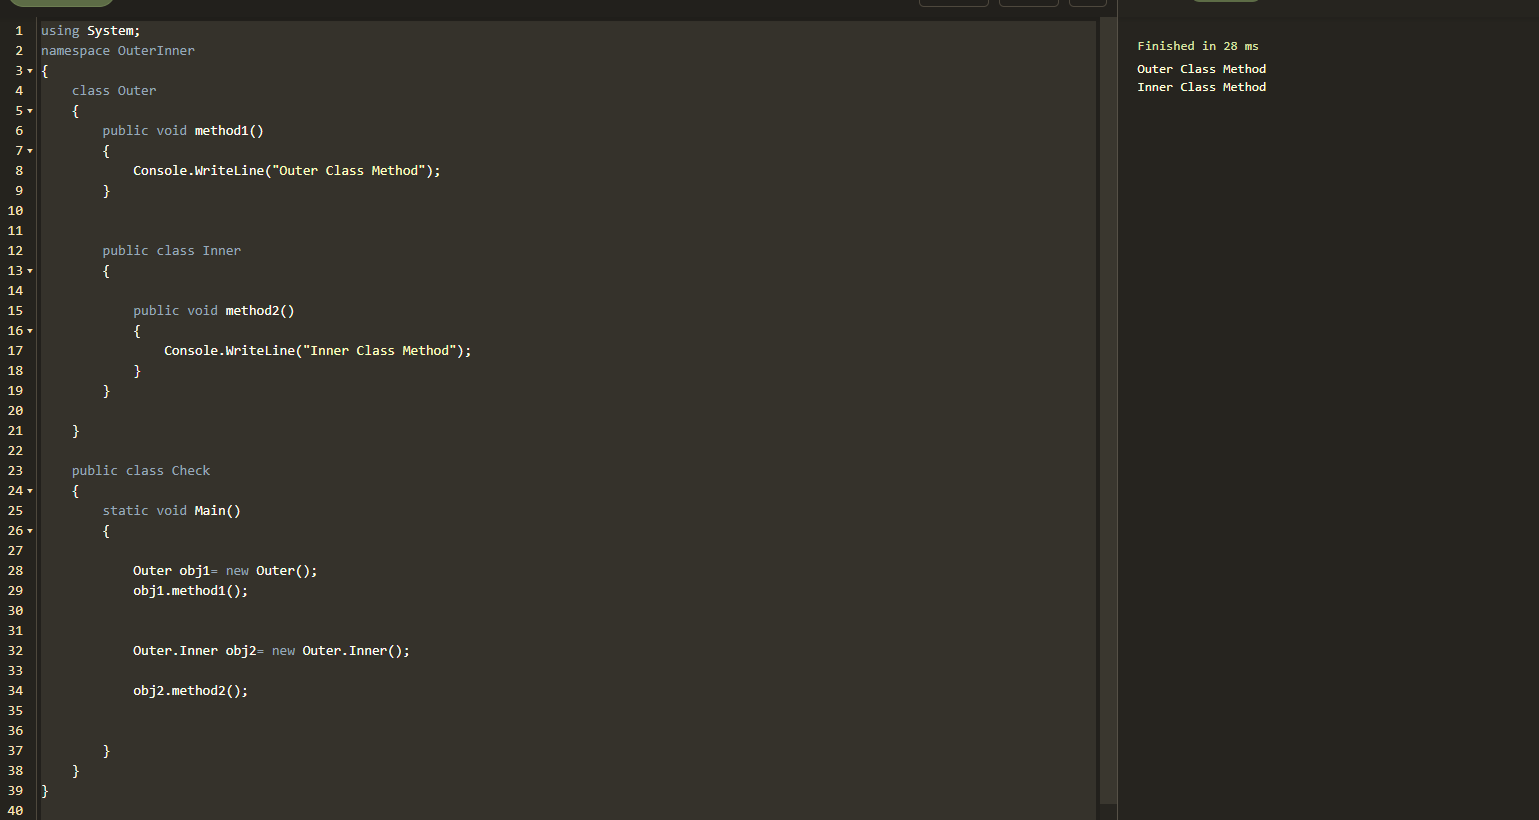 1 using System;
2 namespace OuterInner
3 {
4     class Outer
5     {
6         public void method1()
7         {
8             Console.WriteLine("Outer Class Method");
9         }
10
11
12         public class Inner
13         {
14
15             public void method2()
16             {
17                 Console.WriteLine("Inner Class Method");
18             }
19         }
20
21     }
22
23     public class Check
24     {
25         static void Main()
26         {
27
28             Outer obj1= new Outer();
29             obj1.method1();
30
31
32             Outer.Inner obj2= new Outer.Inner();
33
34             obj2.method2();
35
36
37         }
38     }
39 }
40
Finished in 28 ms
Outer Class Method
Inner Class Method